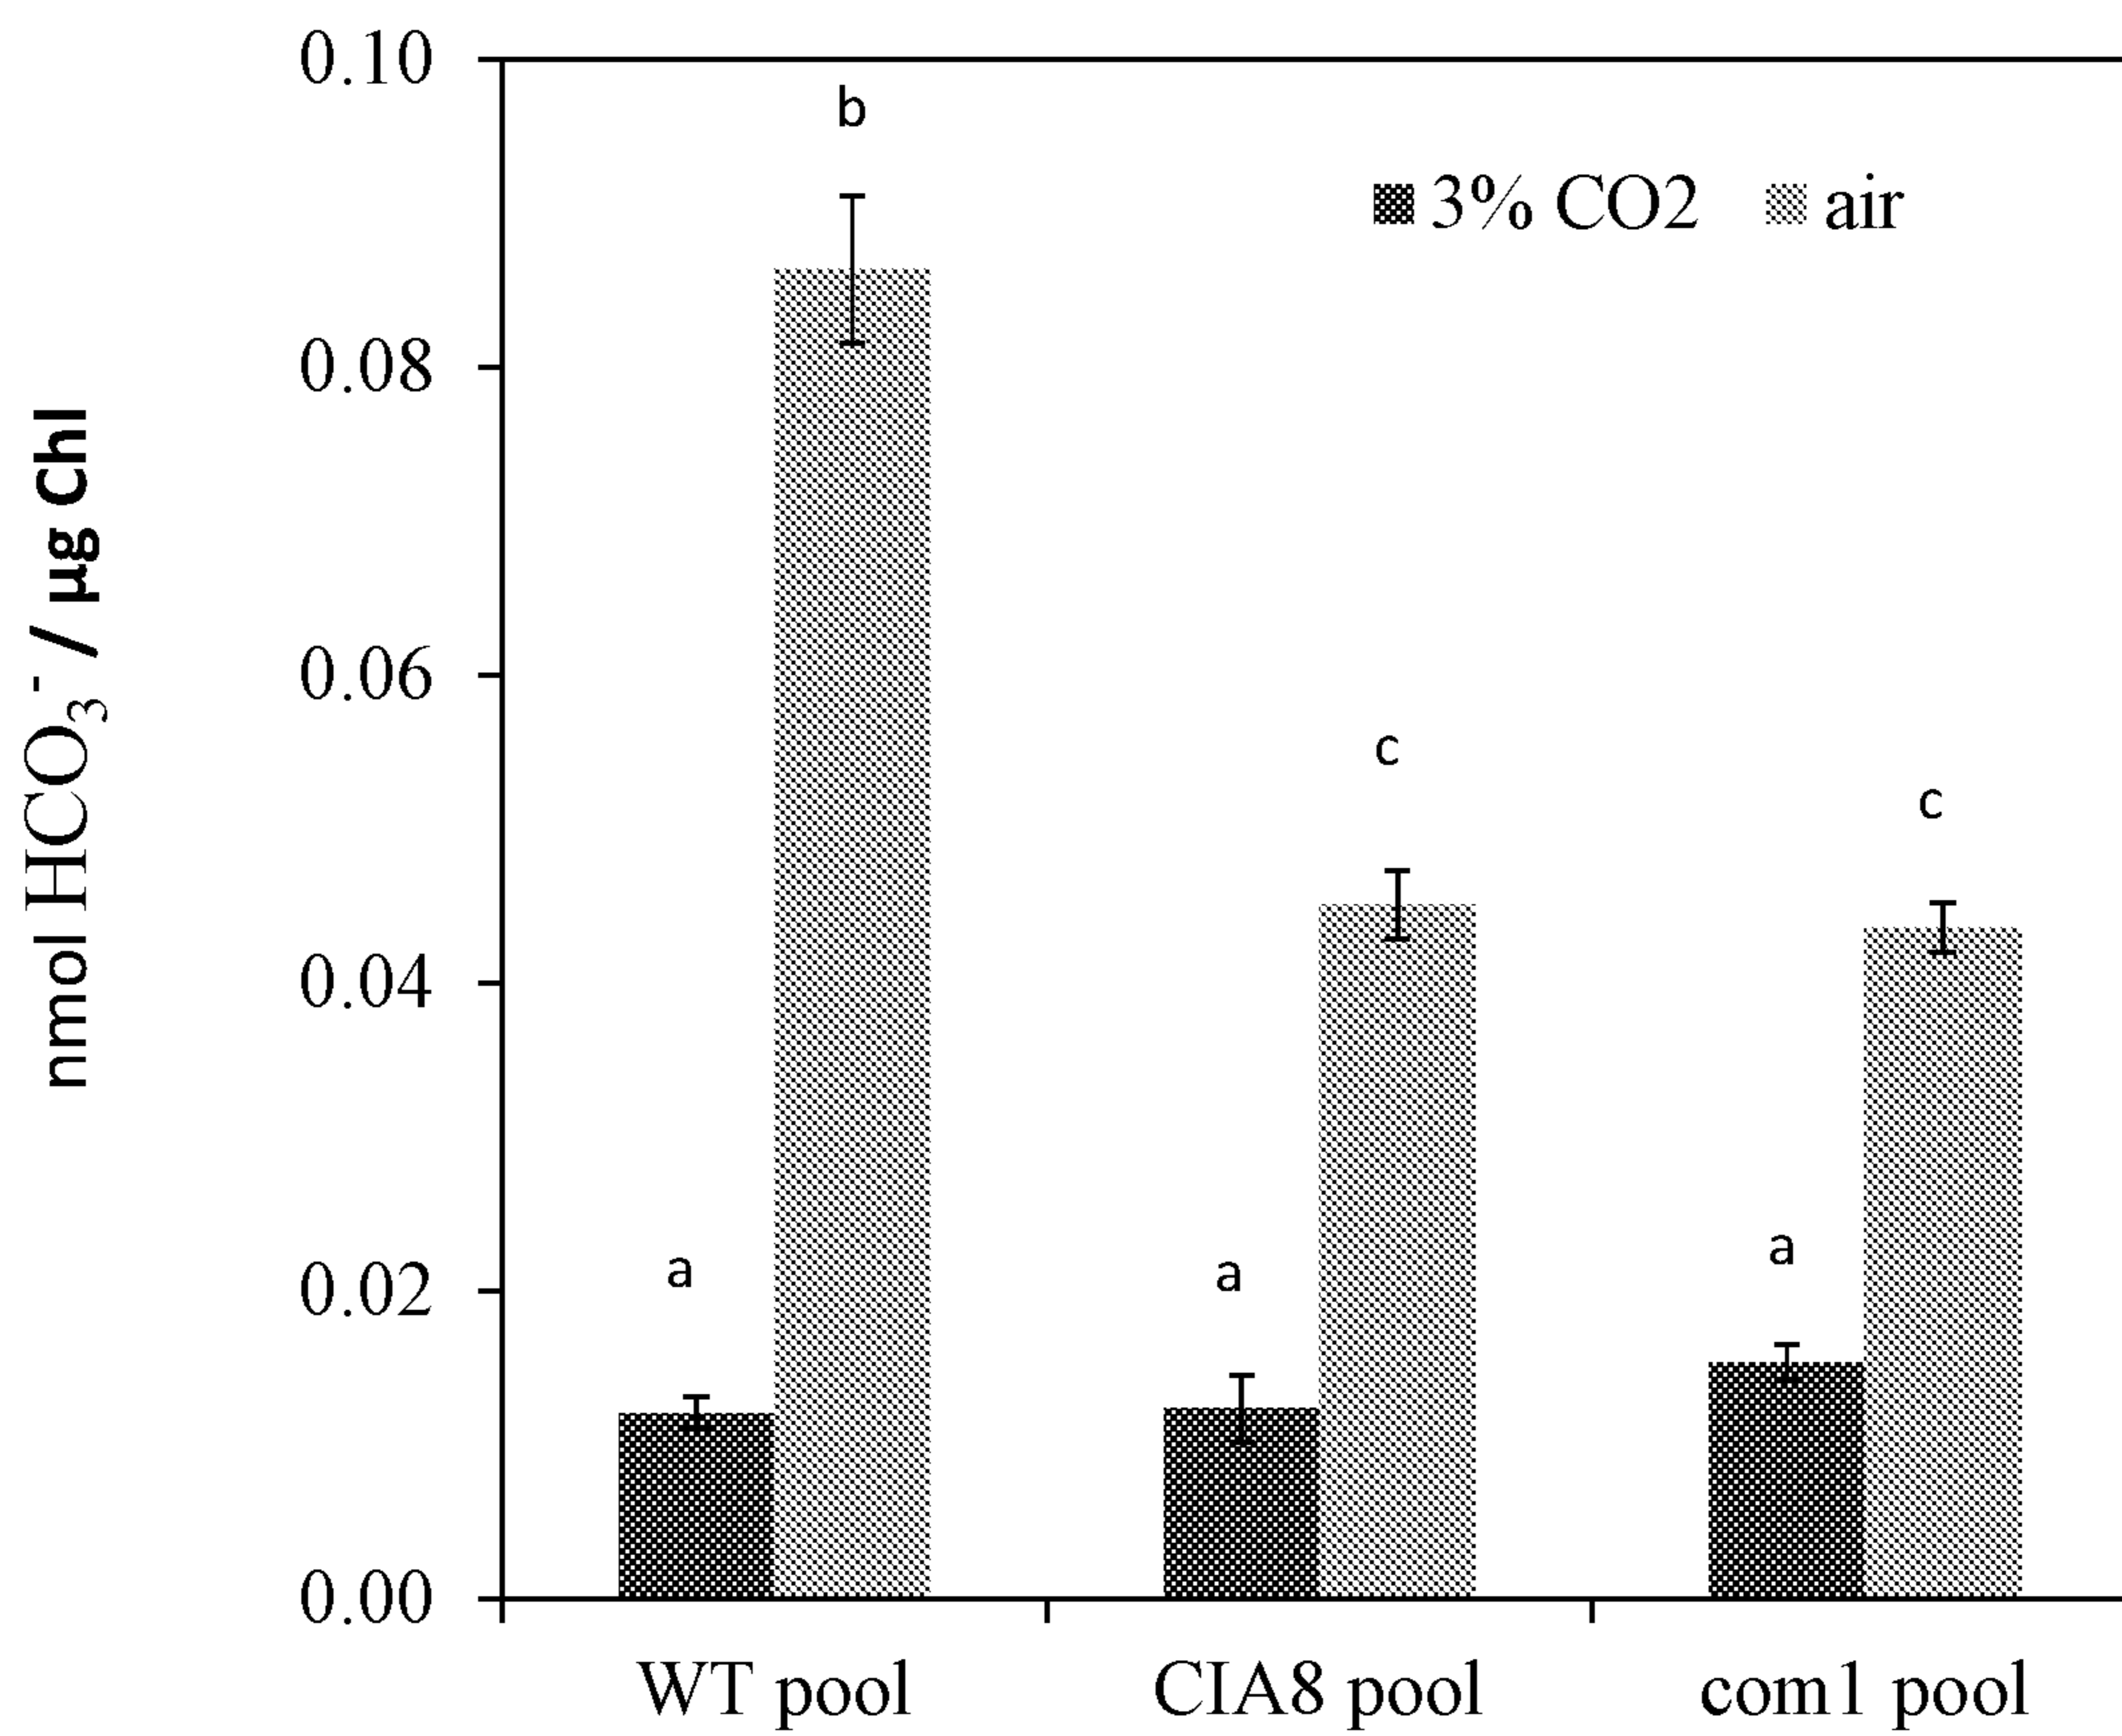 0.10
b
3% CO2 air
0.08
nmol HCO₃⁻ / µg Chl
0.06
c
c
0.04
a
a
a
0.02
0.00
WT pool CIA8 pool com1 pool